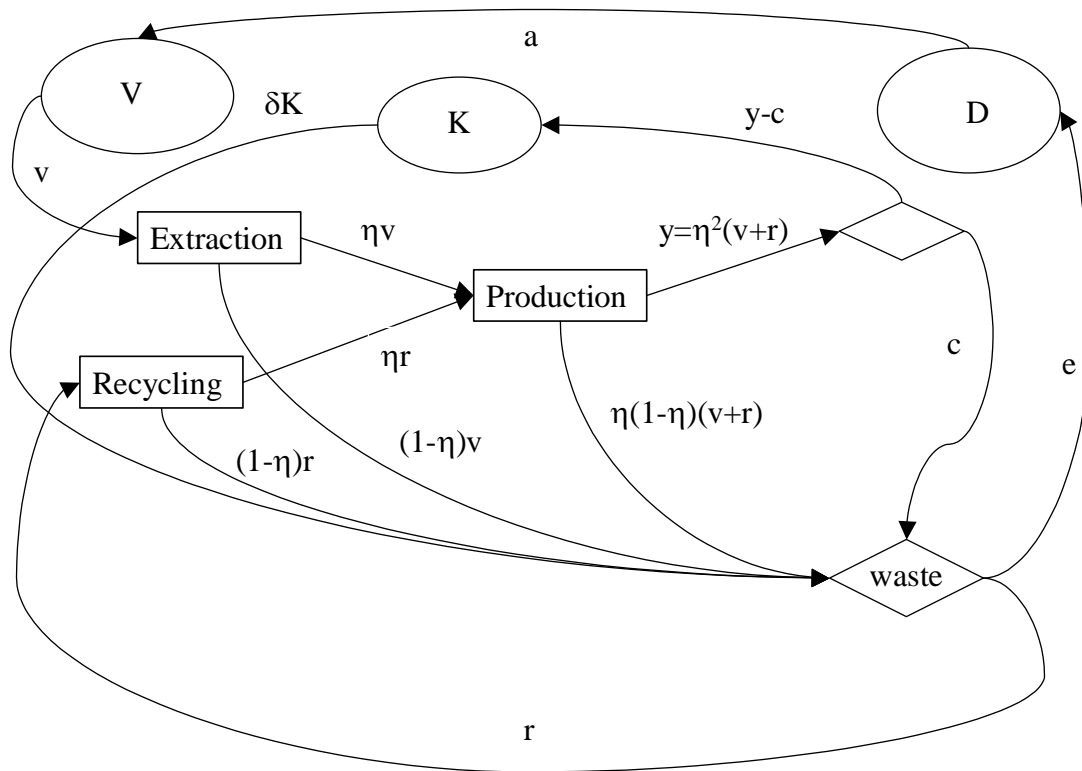 a
V
δK
K
y-c
D
v
Extraction
ηv
y=η²(v+r)
Production
c
e
Recycling
ηr
η(1-η)(v+r)
(1-η)r
(1-η)v
waste
r